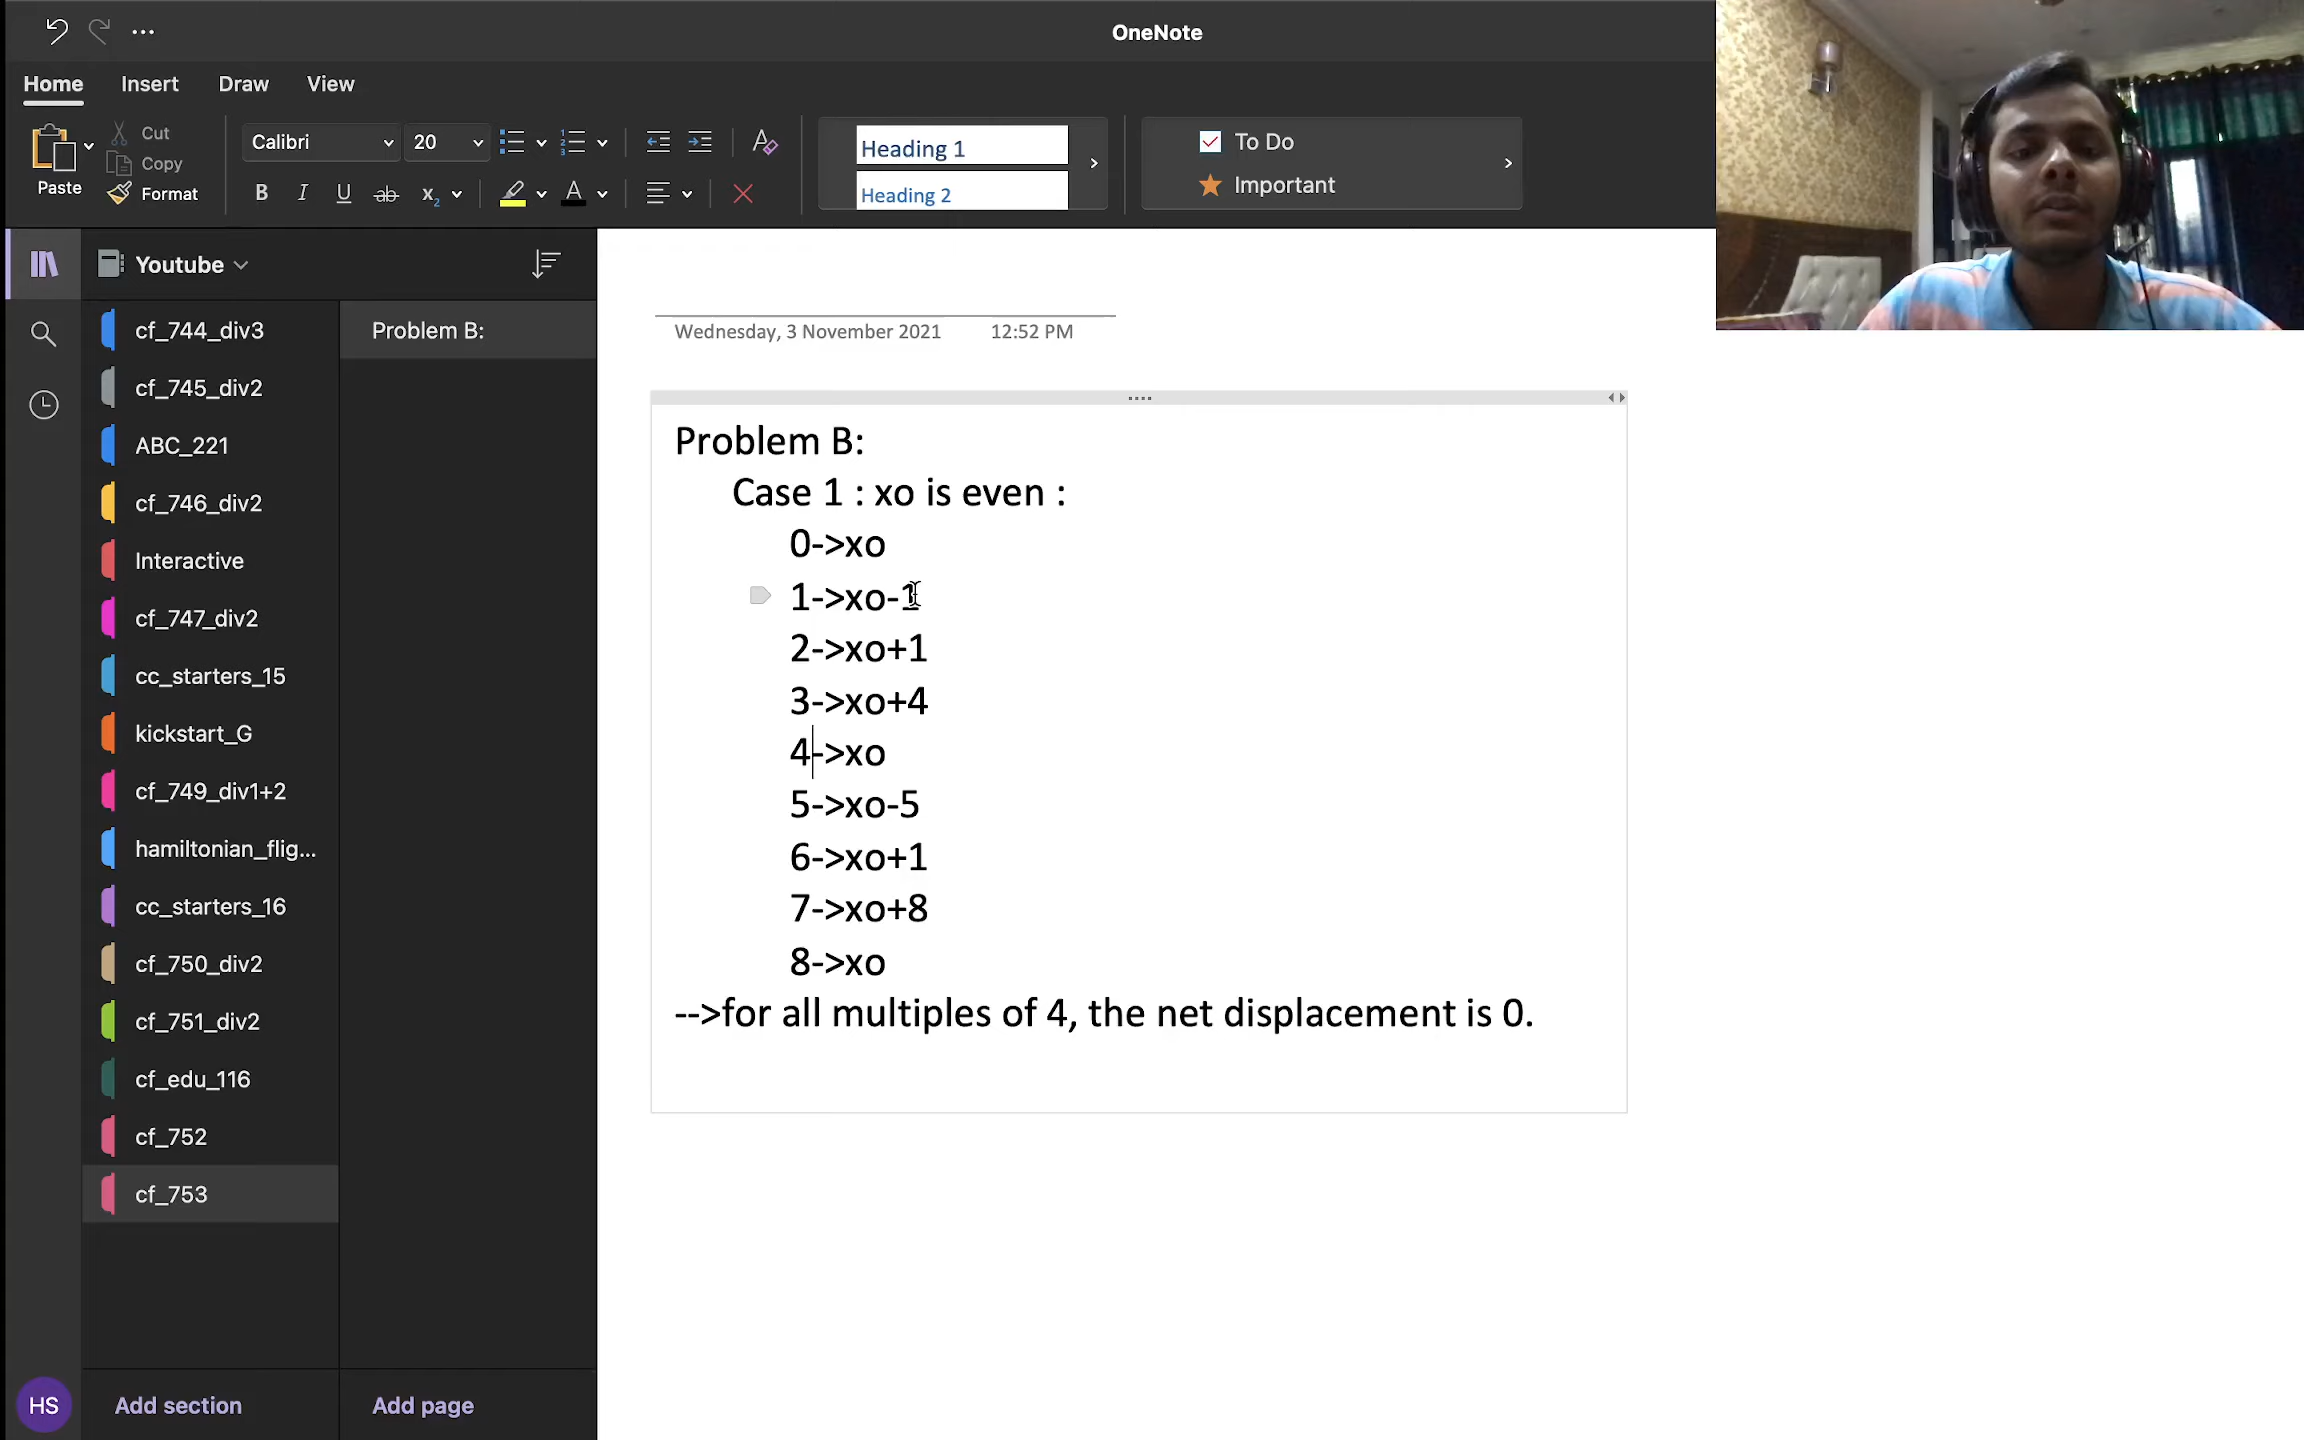 OneNote
Home Insert Draw View
Paste
Cut
Copy
Format
Calibri 20
B I U ab x2 A
Heading 1
Heading 2
To Do
Important
Youtube
cf_744_div3
cf_745_div2
ABC_221
cf_746_div2
Interactive
cf_747_div2
cc_starters_15
kickstart_G
cf_749_div1+2
hamiltonian_flig...
cc_starters_16
cf_750_div2
cf_751_div2
cf_edu_116
cf_752
cf_753
Add section
HS
Problem B:
Add page
Wednesday, 3 November 2021 12:52 PM
Problem B:
Case 1 : xo is even :
0->xo
1->xo-1
2->xo+1
3->xo+4
4->xo
5->xo-5
6->xo+1
7->xo+8
8->xo
-->for all multiples of 4, the net displacement is 0.